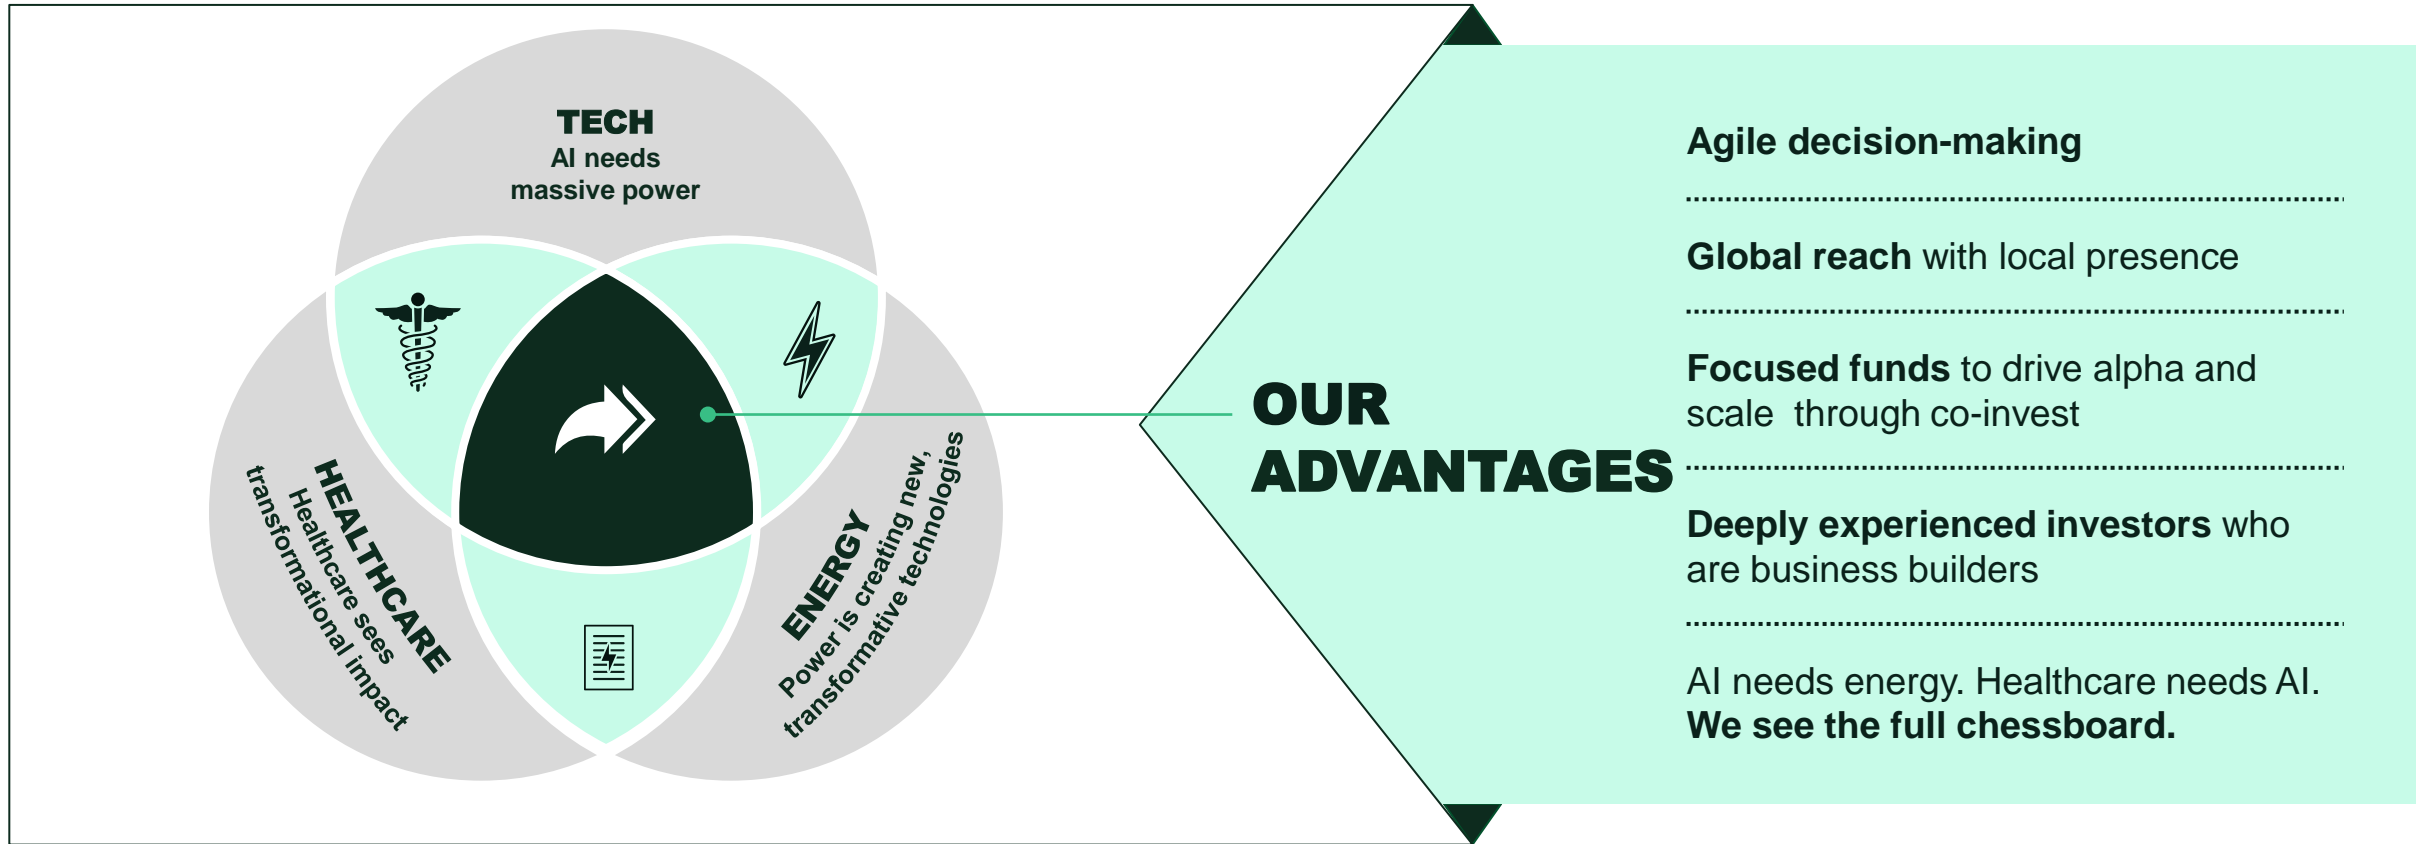 TECH
AI needs
massive power
HEALTHCARE
Healthcare sees
transformational impact
ENERGY
Power is creating new,
transformative technologies
OUR
ADVANTAGES
Agile decision-making
Global reach with local presence
Focused funds to drive alpha and
scale  through co-invest
Deeply experienced investors who
are business builders
AI needs energy. Healthcare needs AI.
We see the full chessboard.